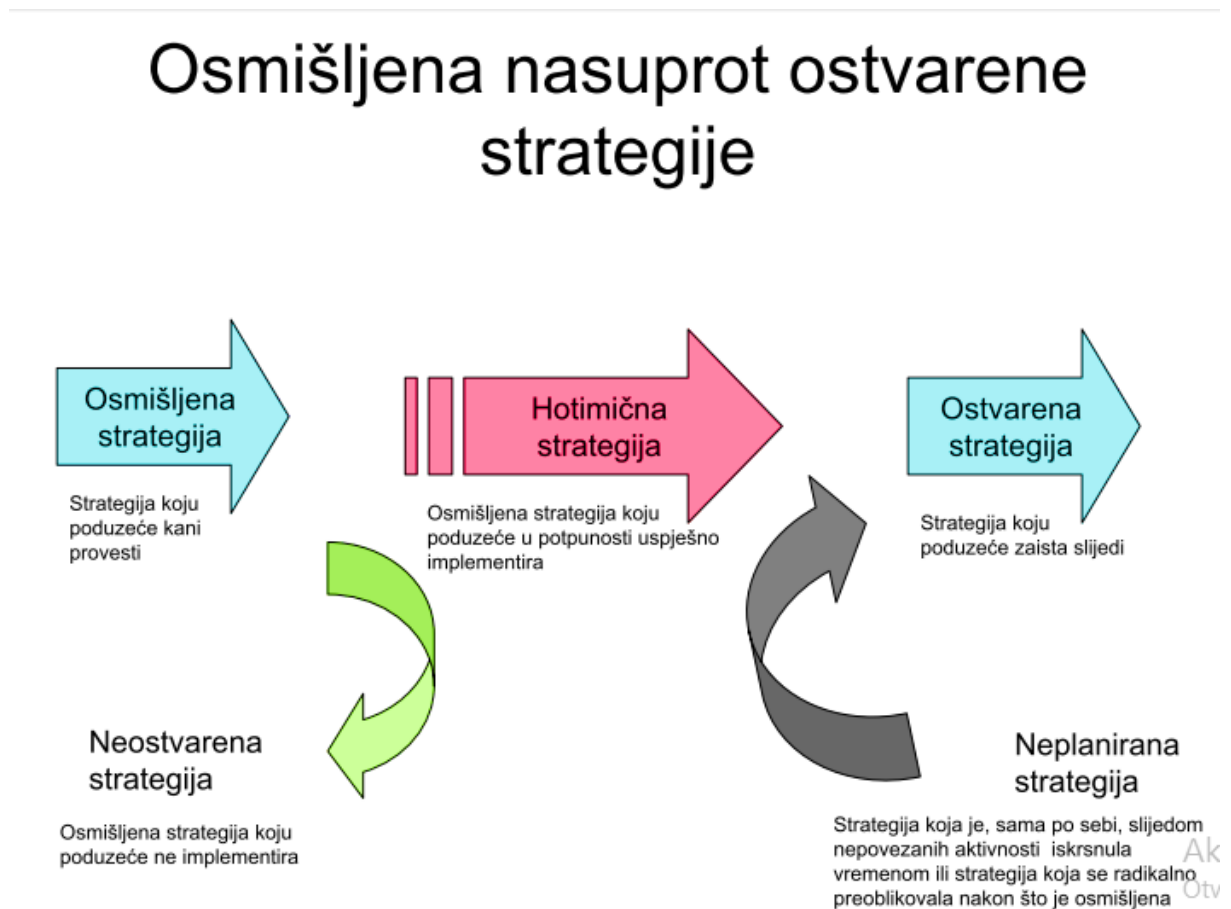 Osmišljena nasuprot ostvarene
strategije
Osmišljena
strategija
Strategija koju
poduzeće kani
provesti
Hotimična
strategija
Osmišljena strategija koju
poduzeće u potpunosti uspješno
implementira
Ostvarena
strategija
Strategija koju
poduzeće zaista slijedi
Neostvarena
strategija
Osmišljena strategija koju
poduzeće ne implementira
Neplanirana
strategija
Strategija koja je, sama po sebi, slijedom
nepovezanih aktivnosti iskrsnula
vremenom ili strategija koja se radikalno
preoblikovala nakon što je osmišljena